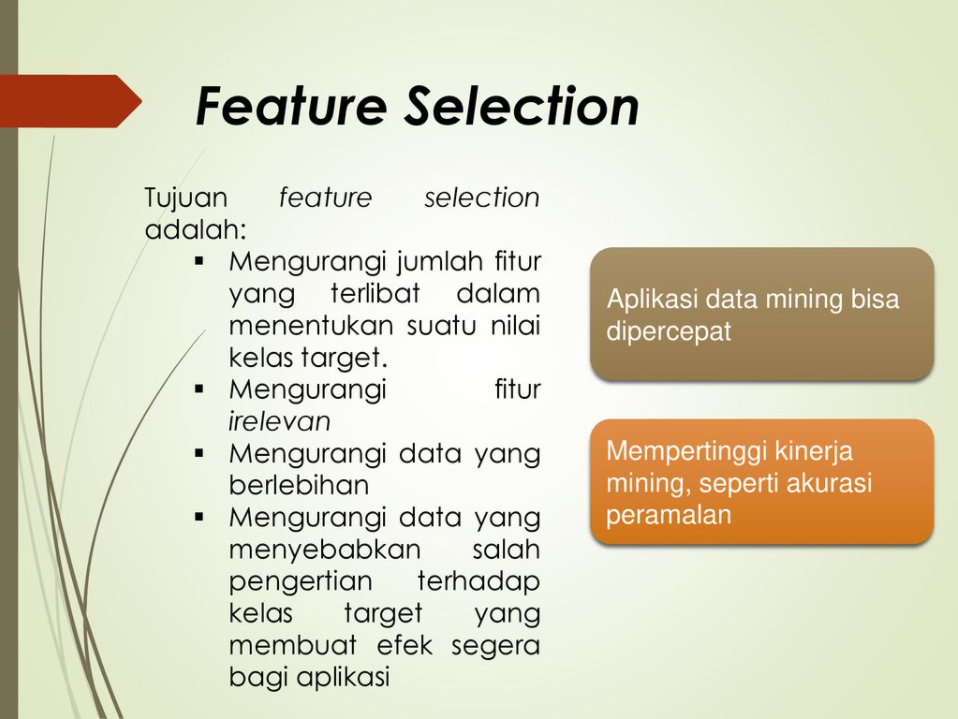 Feature Selection
Tujuan feature selection
adalah:
▪ Mengurangi jumlah fitur
yang terlibat dalam
menentukan suatu nilai
kelas target.
▪ Mengurangi fitur
irelevan
▪ Mengurangi data yang
berlebihan
▪ Mengurangi data yang
menyebabkan salah
pengertian terhadap
kelas target yang
membuat efek segera
bagi aplikasi
Aplikasi data mining bisa
dipercepat
Mempertinggi kinerja
mining, seperti akurasi
peramalan